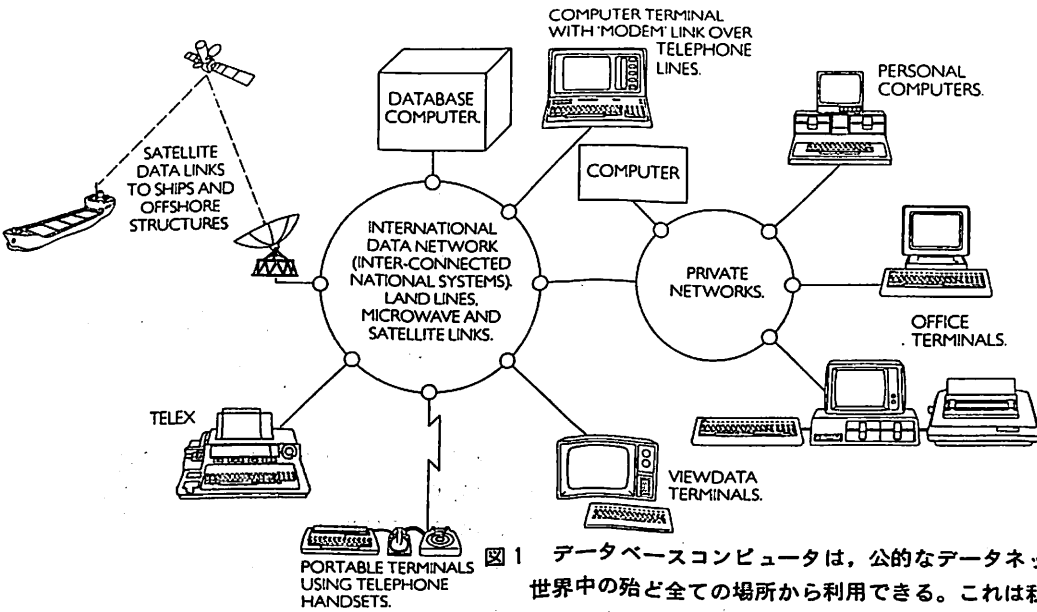 COMPUTER TERMINAL
WITH 'MODEM' LINK OVER
TELEPHONE
LINES.
PERSONAL
COMPUTERS.
DATABASE
COMPUTER.
SATELLITE
DATA LINKS
TO SHIPS AND
OFFSHORE
STRUCTURES
COMPUTER
INTERNATIONAL
DATA NETWORK
(INTER-CONNECTED
NATIONAL SYSTEMS).
LAND LINES,
MICROWAVE AND
SATELLITE LINKS.
PRIVATE
NETWORKS.
OFFICE
TERMINALS.
TELEX
VIEWDATA
TERMINALS.
PORTABLE TERMINALS
USING TELEPHONE
HANDSETS.
図1 データベースコンピュータは,公的なデータネッ
世界中の殆ど全ての場所から利用できる。これは